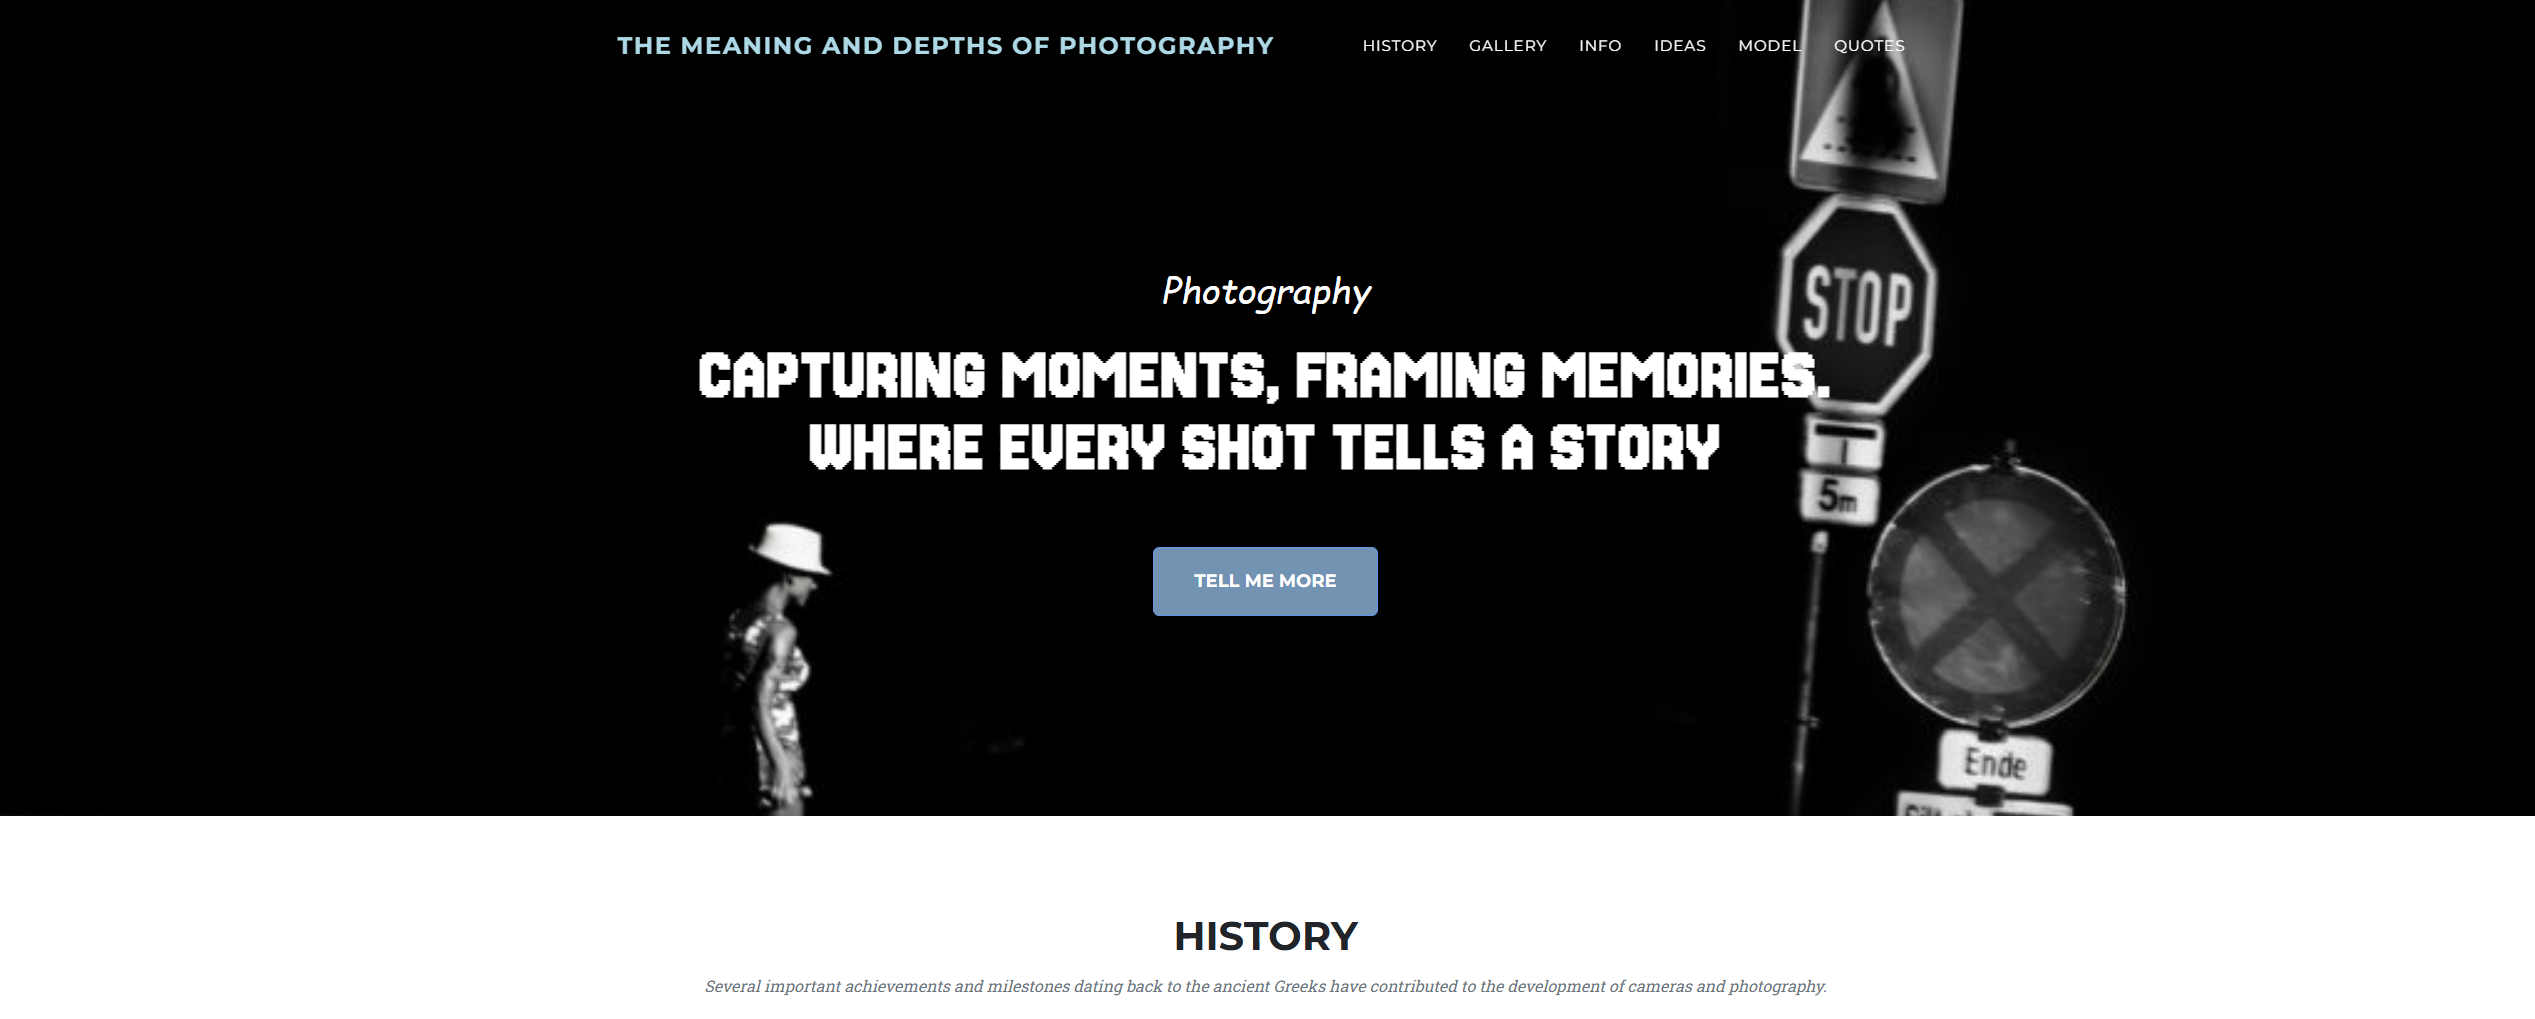 THE MEANING AND DEPTHS OF PHOTOGRAPHY
HISTORY GALLERY INFO IDEAS MODEL QUOTES
Photography
CAPTURING MOMENTS, FRAMING MEMORIES.
WHERE EVERY SHOT TELLS A STORY
TELL ME MORE
STOP
5m
Ende
HISTORY
Several important achievements and milestones dating back to the ancient Greeks have contributed to the development of cameras and photography.